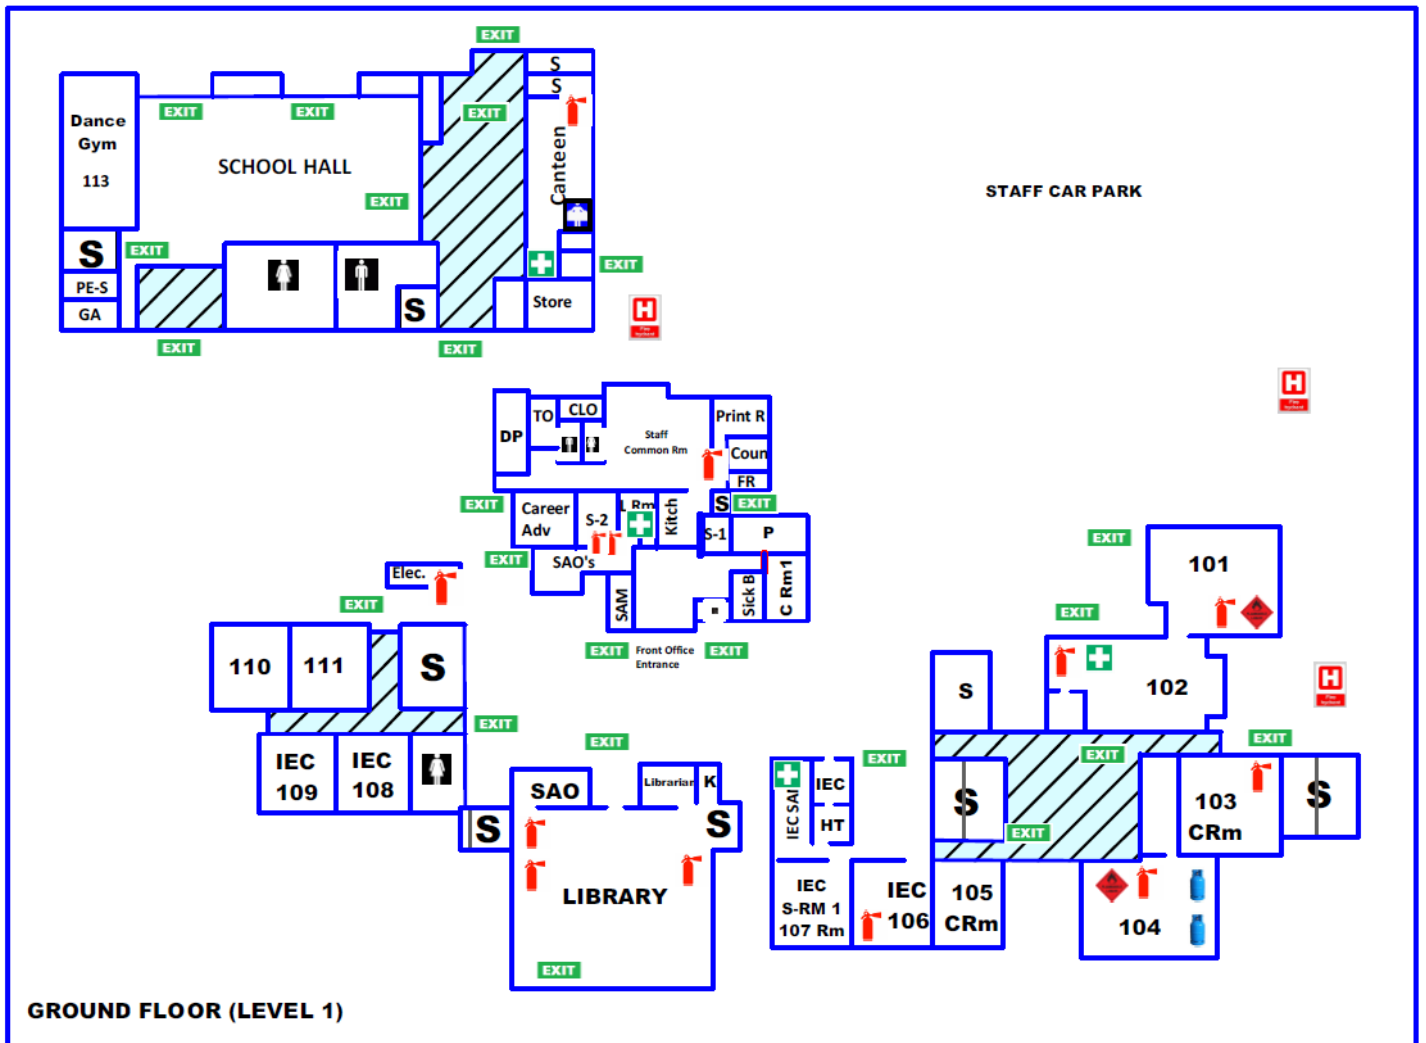 EXIT
S
S
EXIT
EXIT
EXIT
Dance
Gym
113
SCHOOL HALL
Canteen
EXIT
S
EXIT
EXIT
PE-S
GA
S
Store
EXIT
EXIT
H
STAFF CAR PARK
H
DP
TO
CLO
Staff
Common Rm
Print R
Coun
FR
EXIT
Career
Adv
S-2
L Rm
Kitch
S
EXIT
S-1
P
EXIT
SAO's
SAM
Sick B
C Rm1
Elec.
EXIT
EXIT
Front Office
Entrance
EXIT
110
111
S
EXIT
IEC
109
IEC
108
EXIT
SAO
Librarian
K
S
S
LIBRARY
EXIT
EXIT
101
EXIT
102
H
S
EXIT
EXIT
EXIT
IEC SAI
IEC
HT
S
EXIT
103
CRm
S
IEC
S-RM 1
107 Rm
IEC
106
105
CRm
104
GROUND FLOOR (LEVEL 1)